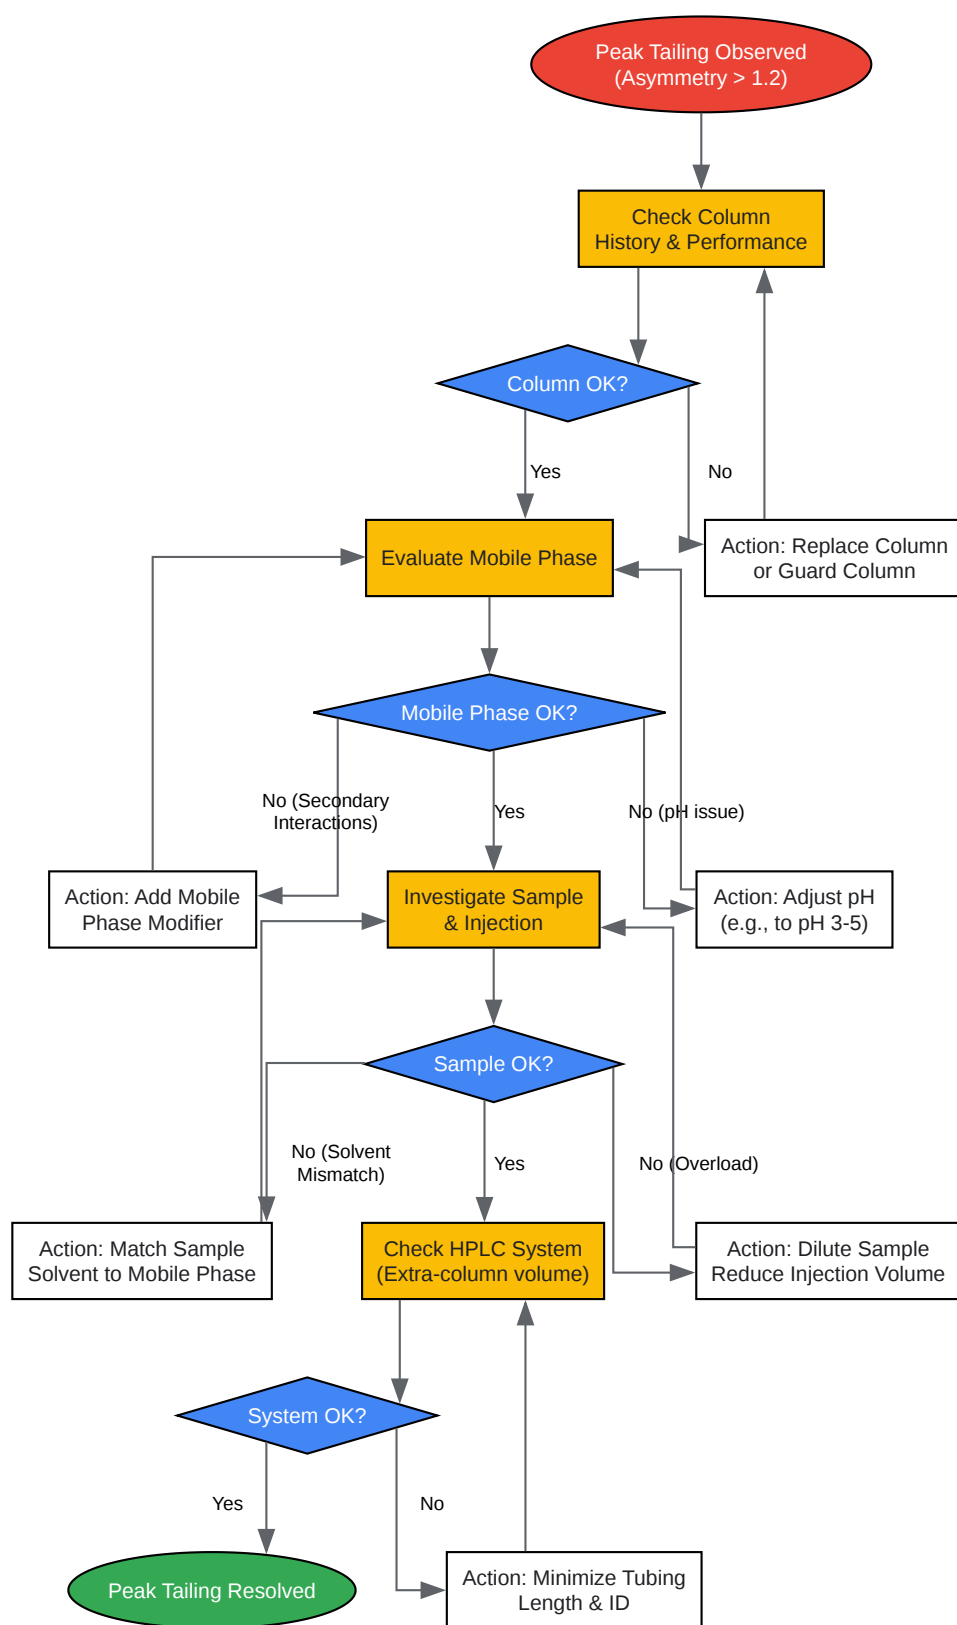 Peak Tailing Observed
(Asymmetry > 1.2)
Check Column
History & Performance
Column OK?
Yes
No
Evaluate Mobile Phase
Action: Replace Column
or Guard Column
Mobile Phase OK?
No (Secondary
Interactions)
Yes
No (pH issue)
Action: Add Mobile
Phase Modifier
Investigate Sample
& Injection
Action: Adjust pH
(e.g., to pH 3-5)
Sample OK?
No (Solvent
Mismatch)
Yes
No (Overload)
Action: Match Sample
Solvent to Mobile Phase
Check HPLC System
(Extra-column volume)
Action: Dilute Sample
Reduce Injection Volume
System OK?
Yes
No
Peak Tailing Resolved
Action: Minimize Tubing
Length & ID